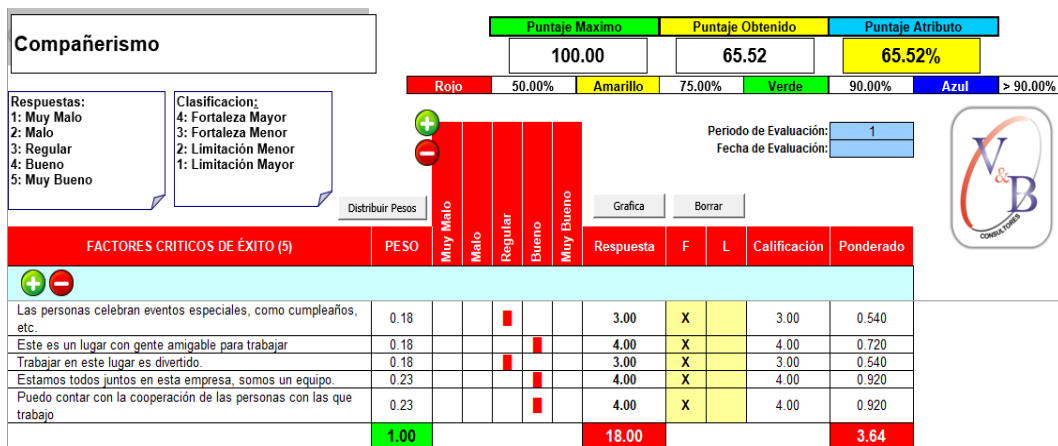 Compañerismo
Puntaje Maximo Puntaje Obtenido Puntaje Atributo
100.00 65.52 65.52%
Rojo 50.00% Amarillo 75.00% Verde 90.00% Azul > 90.00%
Respuestas:
1: Muy Malo
2: Malo
3: Regular
4: Bueno
5: Muy Bueno
Clasificacion:
4: Fortaleza Mayor
3: Fortaleza Menor
2: Limitación Menor
1: Limitación Mayor
Periodo de Evaluación: 1
Fecha de Evaluación:
V&B
CONSULTORES
Distribuir Pesos
Grafica Borrar
FACTORES CRITICOS DE ÉXITO (5) PESO Muy Malo Malo Regular Bueno Muy Bueno Respuesta F L Calificación Ponderado
Las personas celebran eventos especiales, como cumpleaños,
etc. 0.18 3.00 X 3.00 0.540
Este es un lugar con gente amigable para trabajar 0.18 4.00 X 4.00 0.720
Trabajar en este lugar es divertido. 0.18 3.00 X 3.00 0.540
Estamos todos juntos en esta empresa, somos un equipo. 0.23 4.00 X 4.00 0.920
Puedo contar con la cooperación de las personas con las que
trabajo 0.23 4.00 X 4.00 0.920
1.00 18.00 3.64